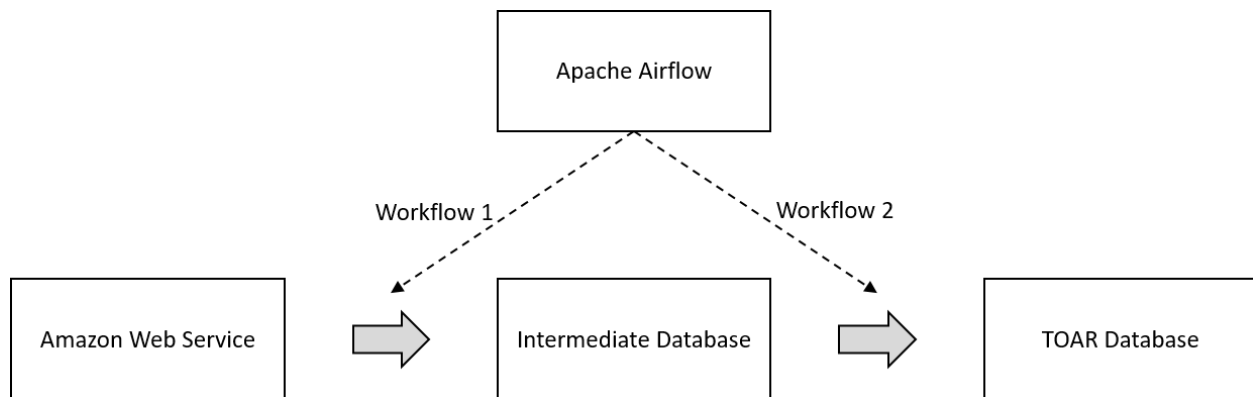 Apache Airflow
Workflow 1
Workflow 2
Amazon Web Service
Intermediate Database
TOAR Database